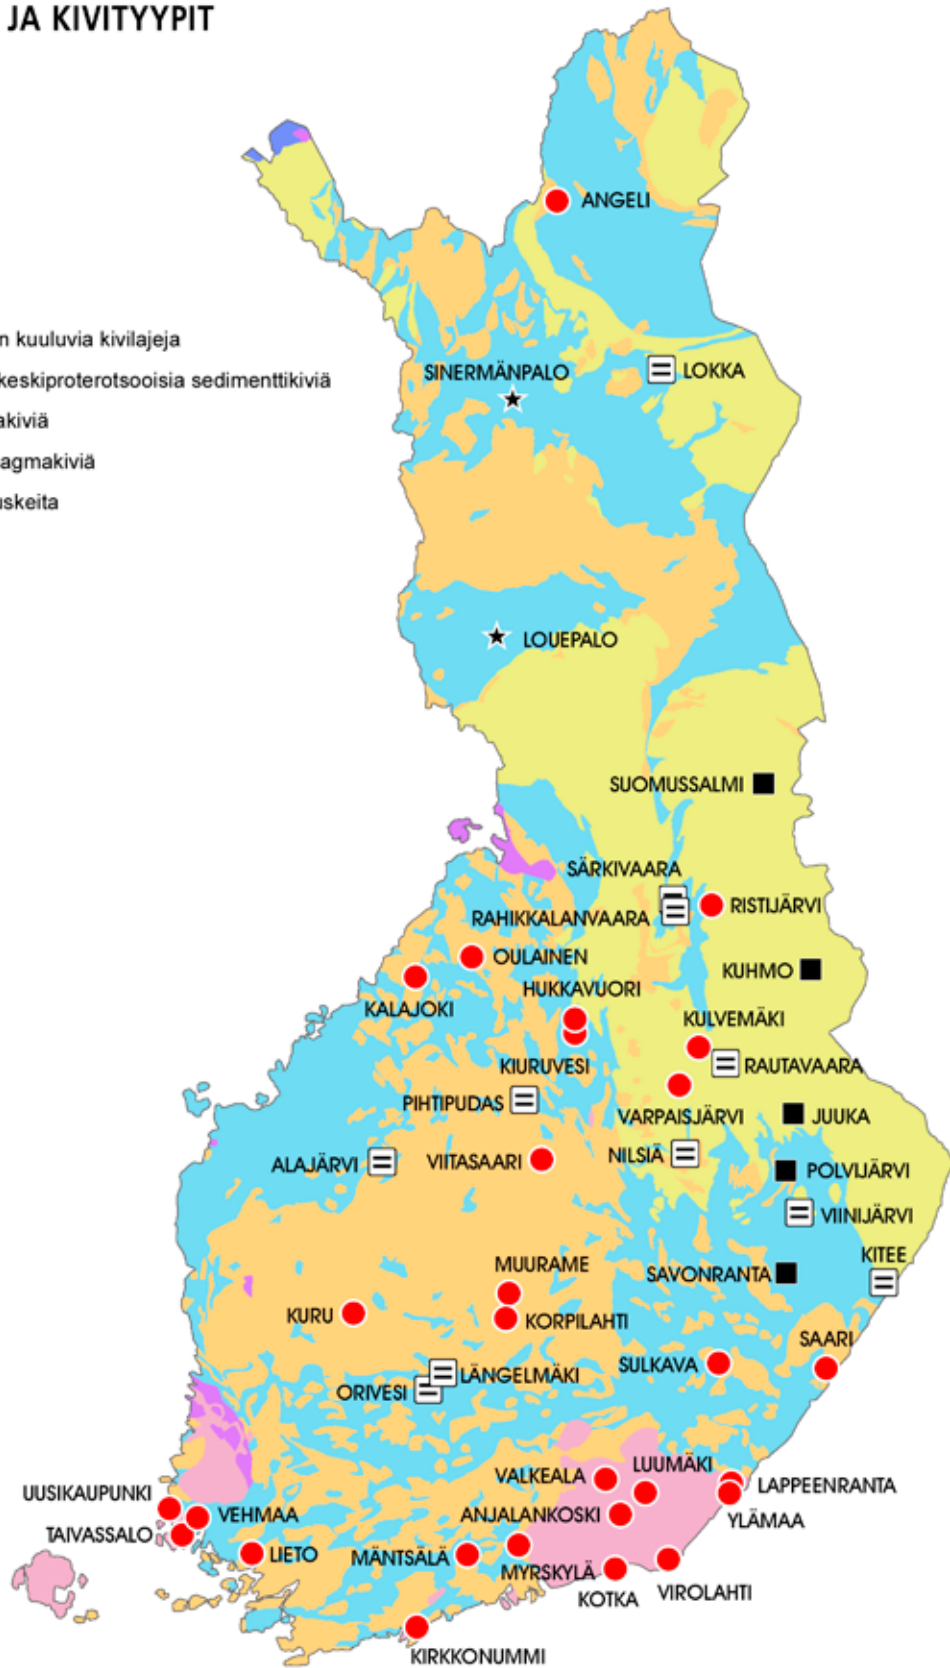 JA KIVITYYPIT
ANGELI
n kuuluvia kivilajeja
keskiproterotsooisia sedimenttikiviä
akiviä
agmakiviä
uskeita
SINERMÄNPALO
LOKKA
LOUEPALO
SUOMUSSALMI
SÄRKIVAARA
RAHIKKALANVAARA
RISTIJÄRVI
OULAINEN
KUHMO
KALAJOKI
HUKKAVUORI
KULVEMÄKI
KIURUVESI
RAUTAVAARA
PIHTIPUDAS
VARPAISJÄRVI
JUUKA
ALAJÄRVI
VIITASAARI
NILSIÄ
POLVIJÄRVI
VIINIJÄRVI
KITEE
MUURAME
SAVONRANTA
KURU
KORPILAHTI
SAARI
SULKAVA
LÄNGELMÄKI
ORIVESI
VALKEALA
LUUMÄKI
LAPPEENRANTA
UUSIKAUPUNKI
VEHMAA
ANJALANKOSKI
YLÄMAA
TAIVASSALO
LIETO
MÄNTSÄLÄ
MYRSKYLÄ
KOTKA
VIROLAHTI
KIRKKONUMMI